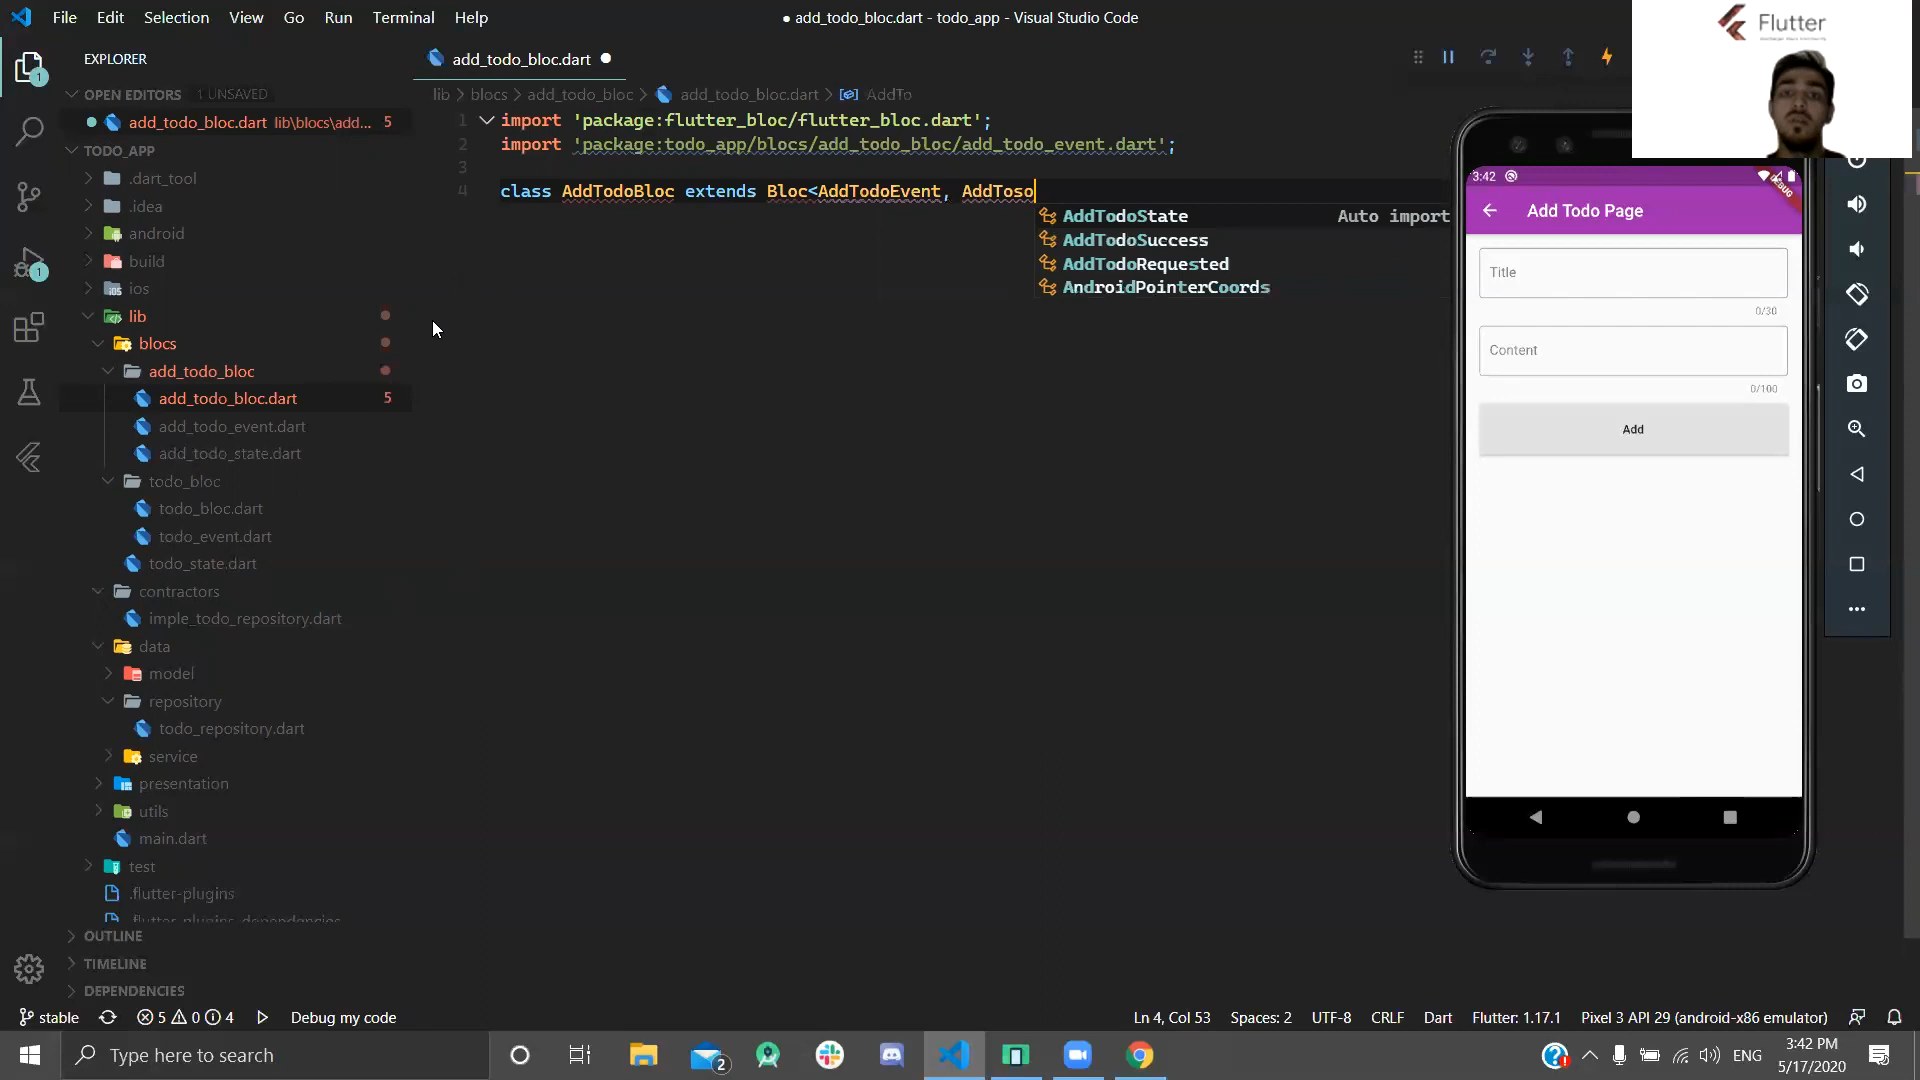 File Edit Selection View Go Run Terminal Help
● add_todo_bloc.dart - todo_app - Visual Studio Code
Flutter
EXPLORER
OPEN EDITORS 1 UNSAVED
add_todo_bloc.dart lib\blocs\add... 5
TODO_APP
.dart_tool
.idea
android
build
ios
lib
blocs
add_todo_bloc
add_todo_bloc.dart 5
add_todo_event.dart
add_todo_state.dart
todo_bloc
todo_bloc.dart
todo_event.dart
todo_state.dart
contractors
imple_todo_repository.dart
data
model
repository
todo_repository.dart
service
presentation
utils
main.dart
test
.flutter-plugins
.flutter-plugins-dependencies
OUTLINE
TIMELINE
DEPENDENCIES
1
1
add_todo_bloc.dart
lib > blocs > add_todo_bloc > add_todo_bloc.dart > AddTo
1 import 'package:flutter_bloc/flutter_bloc.dart';
2 import 'package:todo_app/blocs/add_todo_bloc/add_todo_event.dart';
3
4 class AddTodoBloc extends Bloc<AddTodoEvent, AddToso
AddTodoState Auto import
AddTodoSuccess
AddTodoRequested
AndroidPointerCoords
3:42
DEBUG
Add Todo Page
Title
0/30
Content
0/100
Add
stable 5 0 4 Debug my code
Ln 4, Col 53 Spaces: 2 UTF-8 CRLF Dart Flutter: 1.17.1 Pixel 3 API 29 (android-x86 emulator)
Type here to search
2
ENG
3:42 PM
5/17/2020